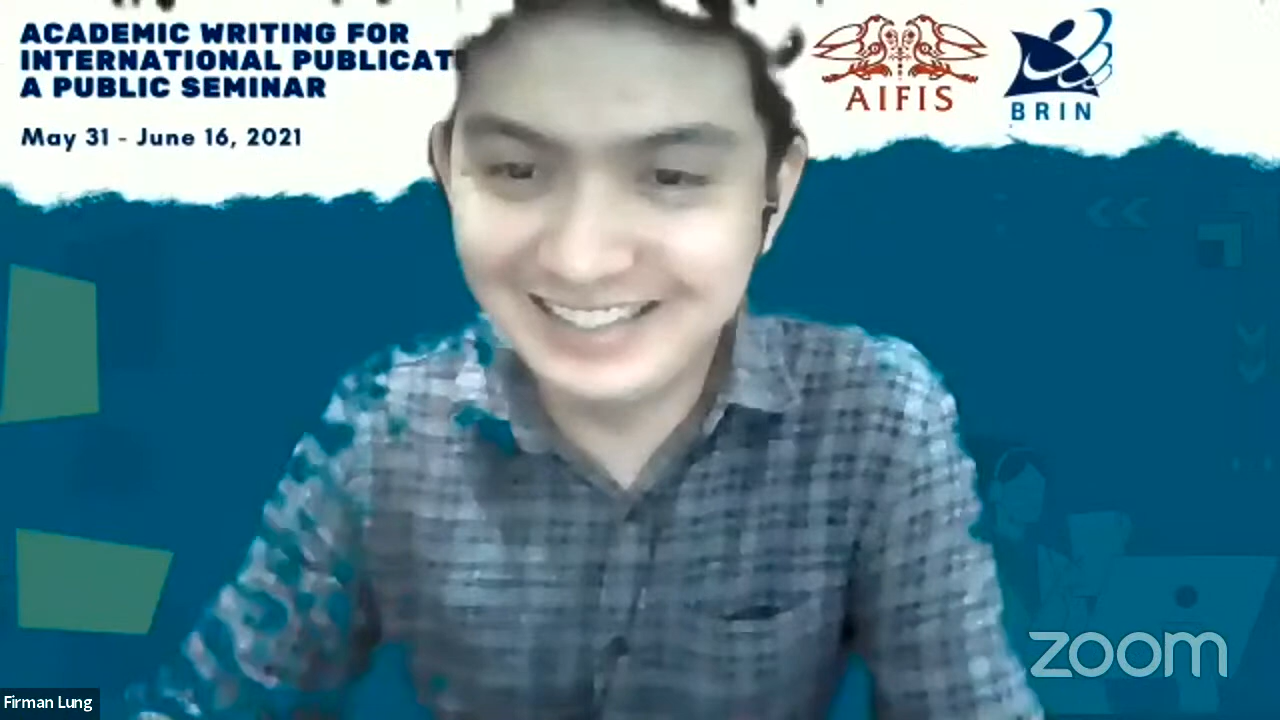 ACADEMIC WRITING FOR
INTERNATIONAL PUBLICAT
A PUBLIC SEMINAR
May 31 - June 16, 2021
AIFIS
BRIN
zoom
Firman Lung